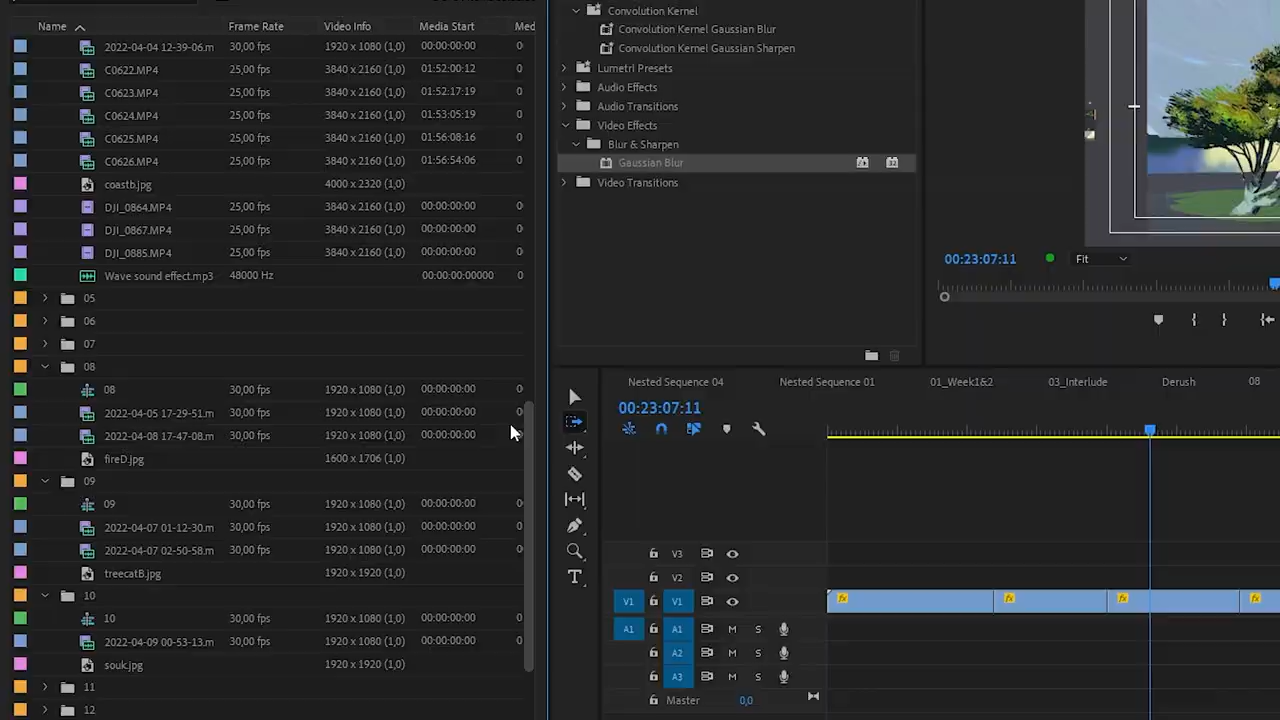 Name Frame Rate Video Info Media Start Med
2022-04-04 12-39-06.m 30,00 fps 1920 x 1080 (1,0) 00:00:00:00
C0622.MP4 25,00 fps 3840 x 2160 (1,0) 01:52:00:12
C0623.MP4 25,00 fps 3840 x 2160 (1,0) 01:52:17:19
C0624.MP4 25,00 fps 3840 x 2160 (1,0) 01:53:05:19
C0625.MP4 25,00 fps 3840 x 2160 (1,0) 01:56:08:16
C0626.MP4 25,00 fps 3840 x 2160 (1,0) 01:56:54:06
coastb.jpg 4000 x 2320 (1,0)
DJI_0864.MP4 25,00 fps 3840 x 2160 (1,0) 00:00:00:00
DJI_0867.MP4 25,00 fps 3840 x 2160 (1,0) 00:00:00:00
DJI_0885.MP4 25,00 fps 3840 x 2160 (1,0) 00:00:00:00
Wave sound effect.mp3 48000 Hz 00:00:00:00000
05
06
07
08
08 30,00 fps 1920 x 1080 (1,0) 00:00:00:00
2022-04-05 17-29-51.m 30,00 fps 1920 x 1080 (1,0) 00:00:00:00
2022-04-08 17-47-08.m 30,00 fps 1920 x 1080 (1,0) 00:00:00:00
fireD.jpg 1600 x 1706 (1,0)
09
09 30,00 fps 1920 x 1080 (1,0) 00:00:00:00
2022-04-07 01-12-30.m 30,00 fps 1920 x 1080 (1,0) 00:00:00:00
2022-04-07 02-50-58.m 30,00 fps 1920 x 1080 (1,0) 00:00:00:00
treecatB.jpg 1920 x 1920 (1,0)
10
10 30,00 fps 1920 x 1080 (1,0) 00:00:00:00
2022-04-09 00-53-13.m 30,00 fps 1920 x 1080 (1,0) 00:00:00:00
souk.jpg 1920 x 1920 (1,0)
11
12
Convolution Kernel
Convolution Kernel Gaussian Blur
Convolution Kernel Gaussian Sharpen
Lumetri Presets
Audio Effects
Audio Transitions
Video Effects
Blur & Sharpen
Gaussian Blur
Video Transitions
00:23:07:11 Fit
Nested Sequence 04 Nested Sequence 01 01_Week1&2 03_Interlude Derush 08
00:23:07:11
V3
V2
V1 V1 fx fx fx fx
A1 A1 M S
A2 M S
A3 M S
Master 0,0